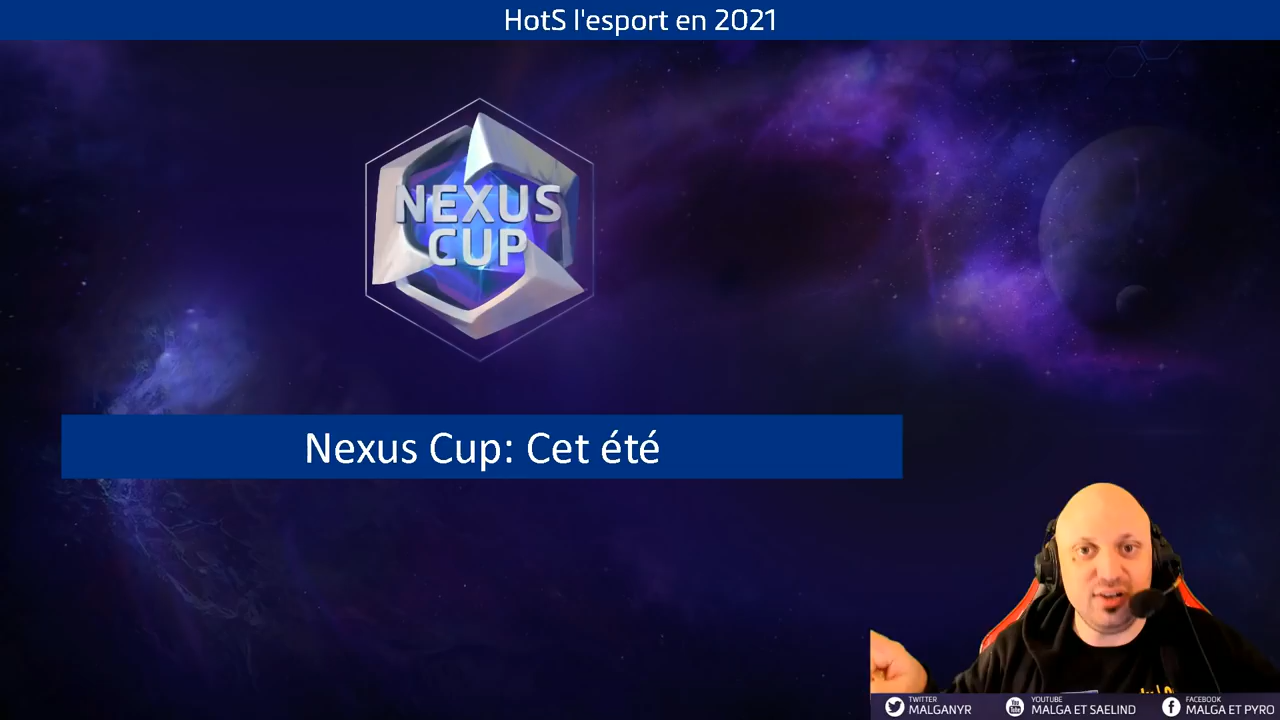 HotS l'esport en 2021
NEXUS
CUP
Nexus Cup: Cet été
TWITTER
MALGANYR
YOUTUBE
MALGA ET SAELIND
FACEBOOK
MALGA ET PYRO